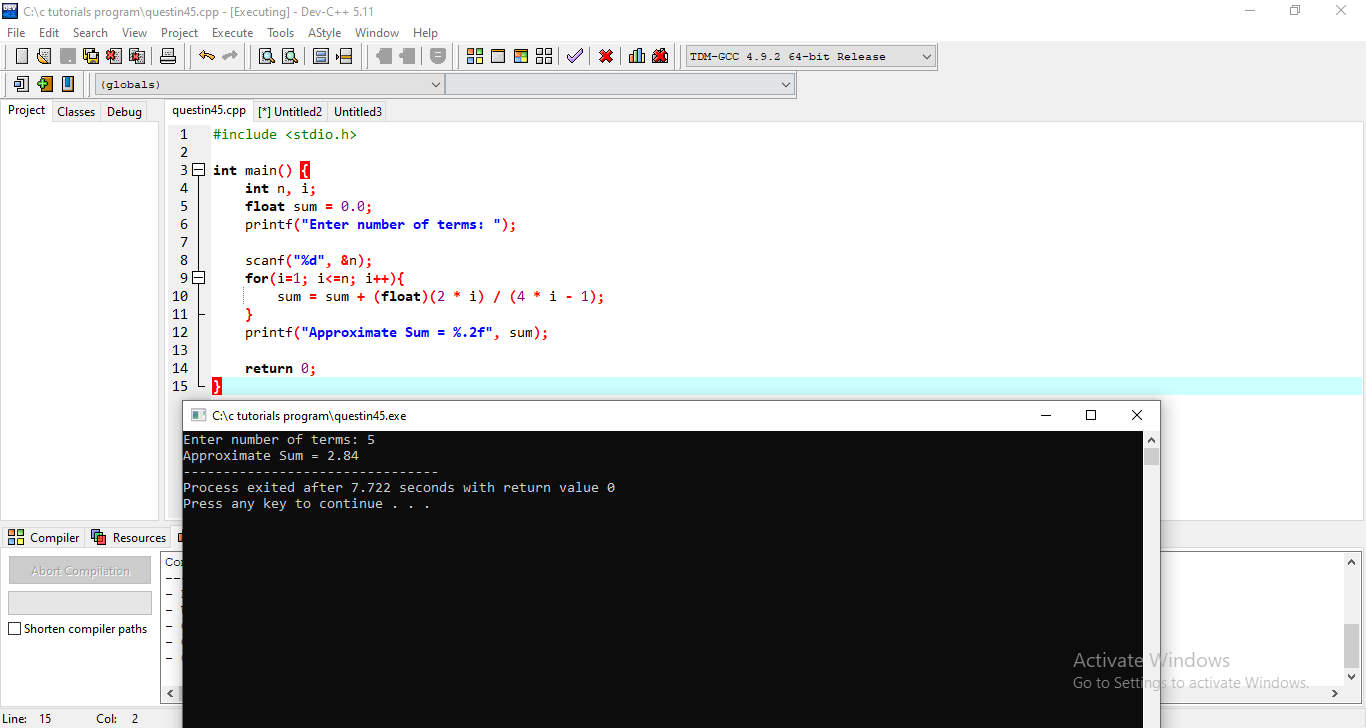 C:\c tutorials program\questin45.cpp - [Executing] - Dev-C++ 5.11
File Edit Search View Project Execute Tools AStyle Window Help
TDM-GCC 4.9.2 64-bit Release
(globals)
Project Classes Debug
questin45.cpp [*] Untitled2 Untitled3
1 #include <stdio.h>
2
3 int main() {
4 int n, i;
5 float sum = 0.0;
6 printf("Enter number of terms: ");
7
8 scanf("%d", &n);
9 for(i=1; i<=n; i++){
10 sum = sum + (float)(2 * i) / (4 * i - 1);
11 }
12 printf("Approximate Sum = %.2f", sum);
13
14 return 0;
15 }
C:\c tutorials program\questin45.exe
Enter number of terms: 5
Approximate Sum = 2.84
--------------------------------
Process exited after 7.722 seconds with return value 0
Press any key to continue . . .
Compiler Resources
Abort Compilation
Shorten compiler paths
Activate Windows
Go to Settings to activate Windows.
Line: 15 Col: 2